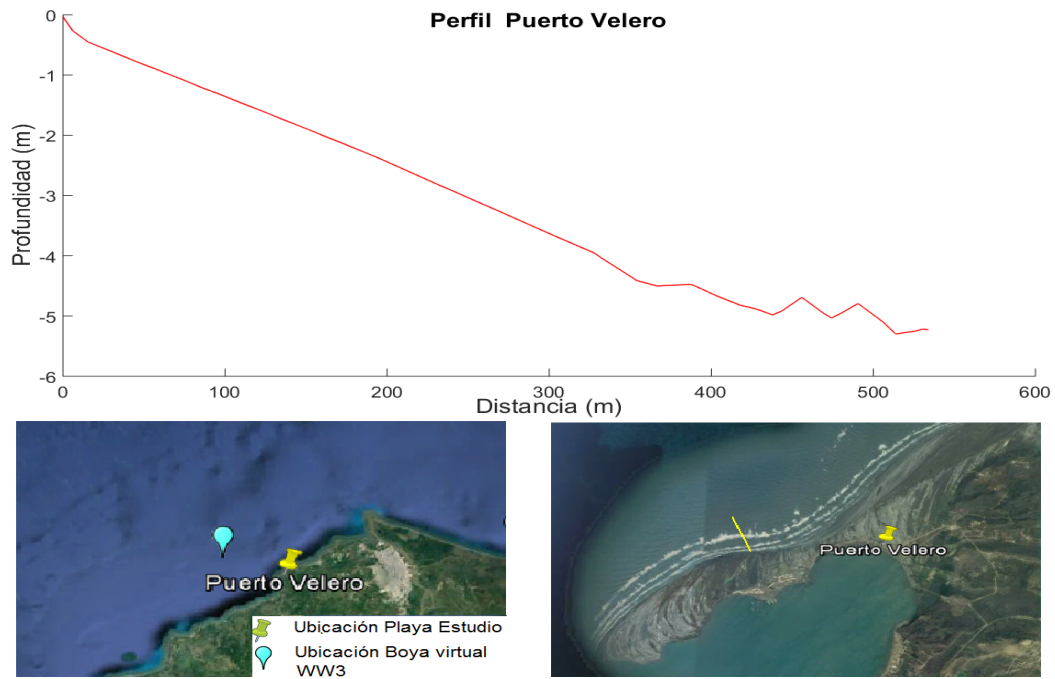 Perfil  Puerto Velero
0
-1
-2
-3
-4
-5
-6
Profundidad (m)
0
100
200
300
400
500
600
Distancia (m)
Puerto Velero
Ubicación Playa Estudio
Ubicación Boya virtual
WW3
Puerto Velero